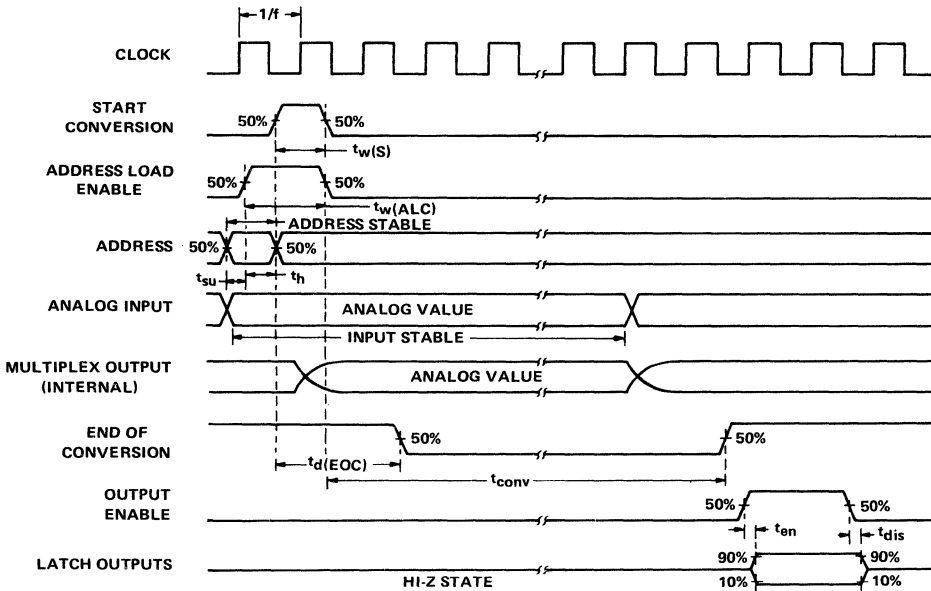 1/f
CLOCK
START
CONVERSION
50%
50%
tw(S)
ADDRESS LOAD
ENABLE
50%
50%
tw(ALC)
ADDRESS STABLE
ADDRESS
50%
50%
tsu
th
ANALOG INPUT
ANALOG VALUE
INPUT STABLE
MULTIPLEX OUTPUT
(INTERNAL)
ANALOG VALUE
END OF
CONVERSION
50%
50%
td(EOC)
tconv
OUTPUT
ENABLE
50%
50%
ten
tdis
LATCH OUTPUTS
90%
90%
HI-Z STATE
10%
10%